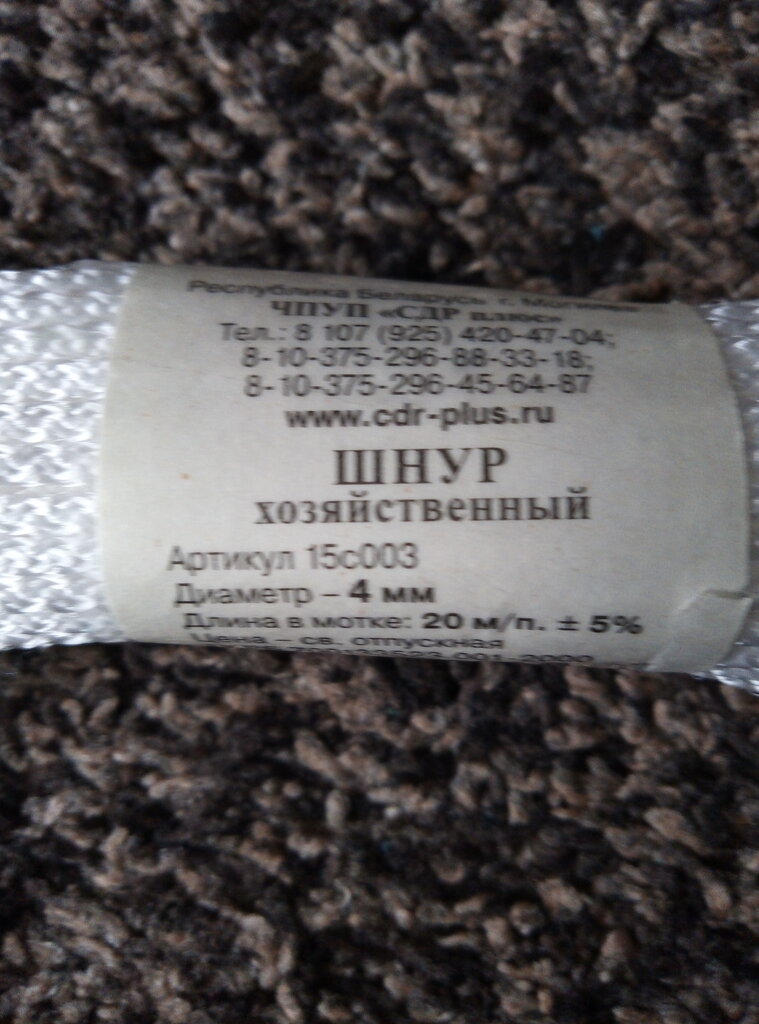 Республика Беларусь г.
ЧПУП «СДР плюс»
Тел.: 8 107 (925) 420-47-04;
8-10-375-296-88-33-18;
8-10-375-296-45-64-87
www.cdr-plus.ru
ШНУР
хозяйственный
Артикул 15с003
Диаметр – 4 мм
Длина в мотке: 20 м/п. ± 5%
Цена – св. отпускная